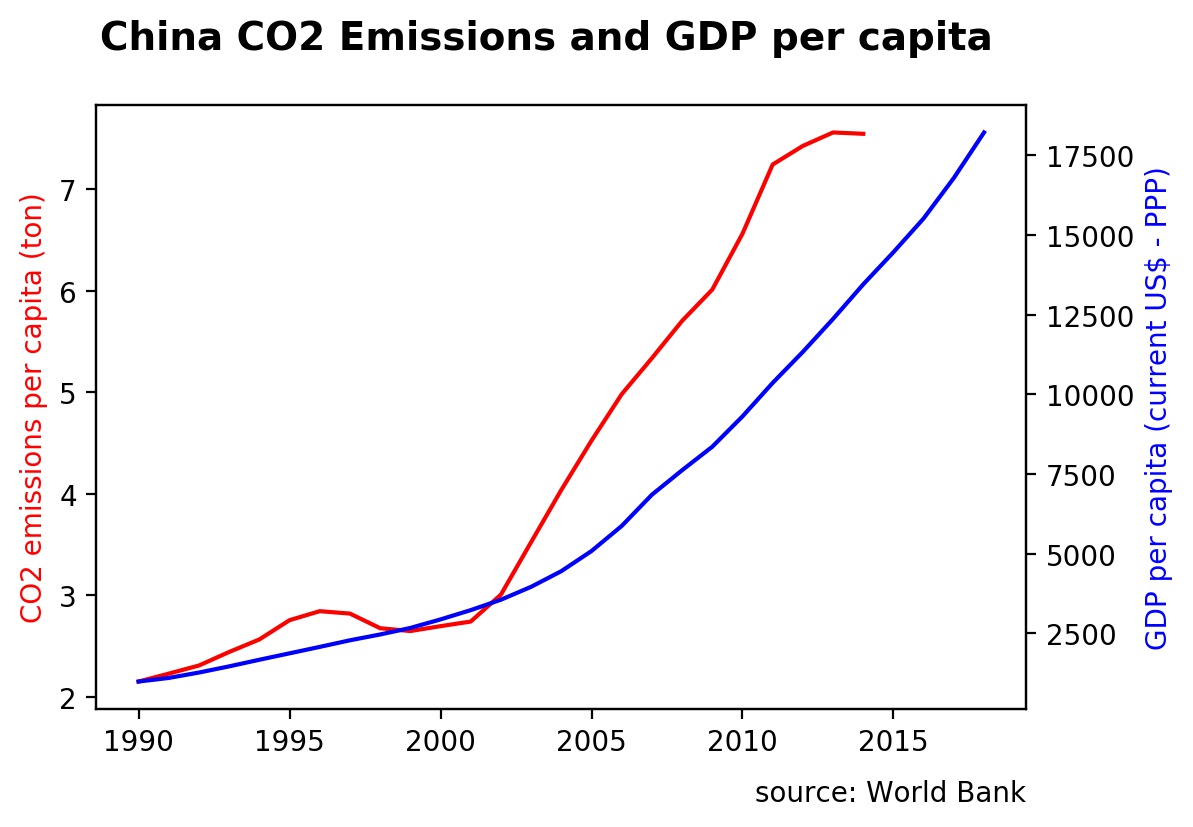 China CO2 Emissions and GDP per capita
CO2 emissions per capita (ton)
7
6
5
4
3
2
17500
15000
12500
10000
7500
5000
2500
GDP per capita (current US$ - PPP)
1990 1995 2000 2005 2010 2015
source: World Bank